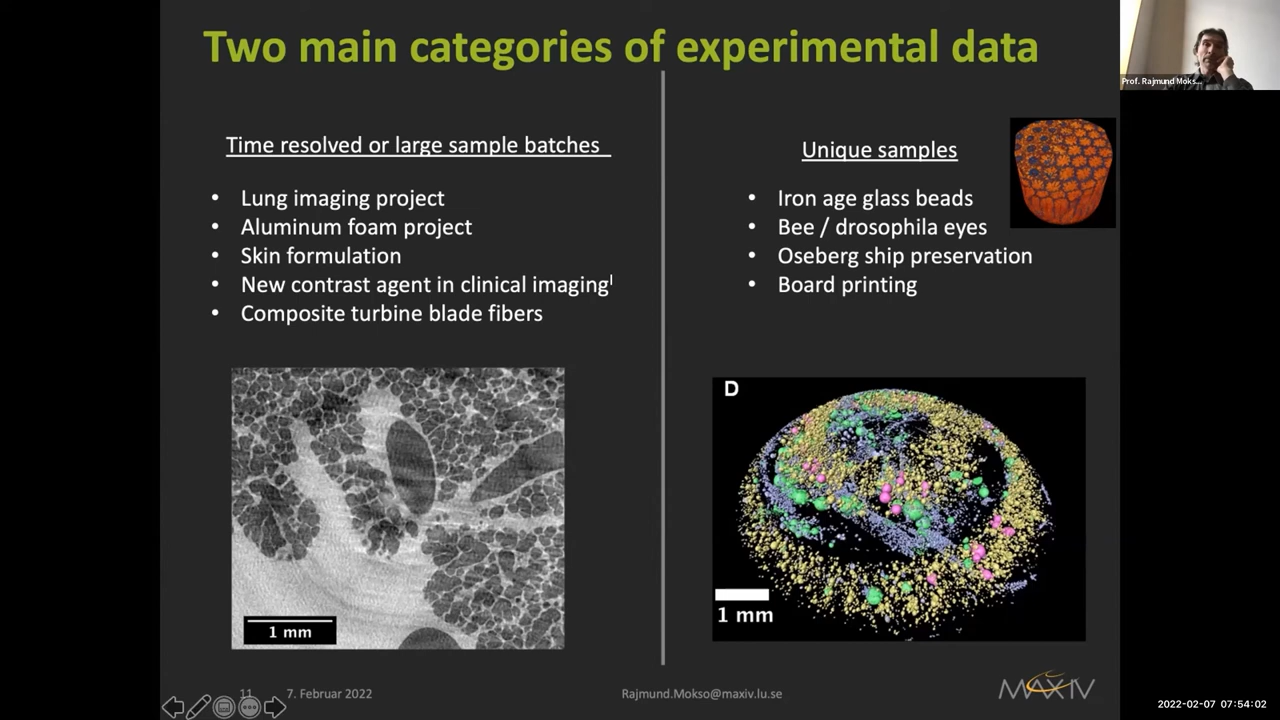 Two main categories of experimental data
Prof. Rajmund Moks...
Time resolved or large sample batches
• Lung imaging project
• Aluminum foam project
• Skin formulation
• New contrast agent in clinical imaging
• Composite turbine blade fibers
1 mm
Unique samples
• Iron age glass beads
• Bee / drosophila eyes
• Oseberg ship preservation
• Board printing
D
1 mm
11
7. Februar 2022
Rajmund.Mokso@maxiv.lu.se
MAX IV
2022-02-07 07:54:02